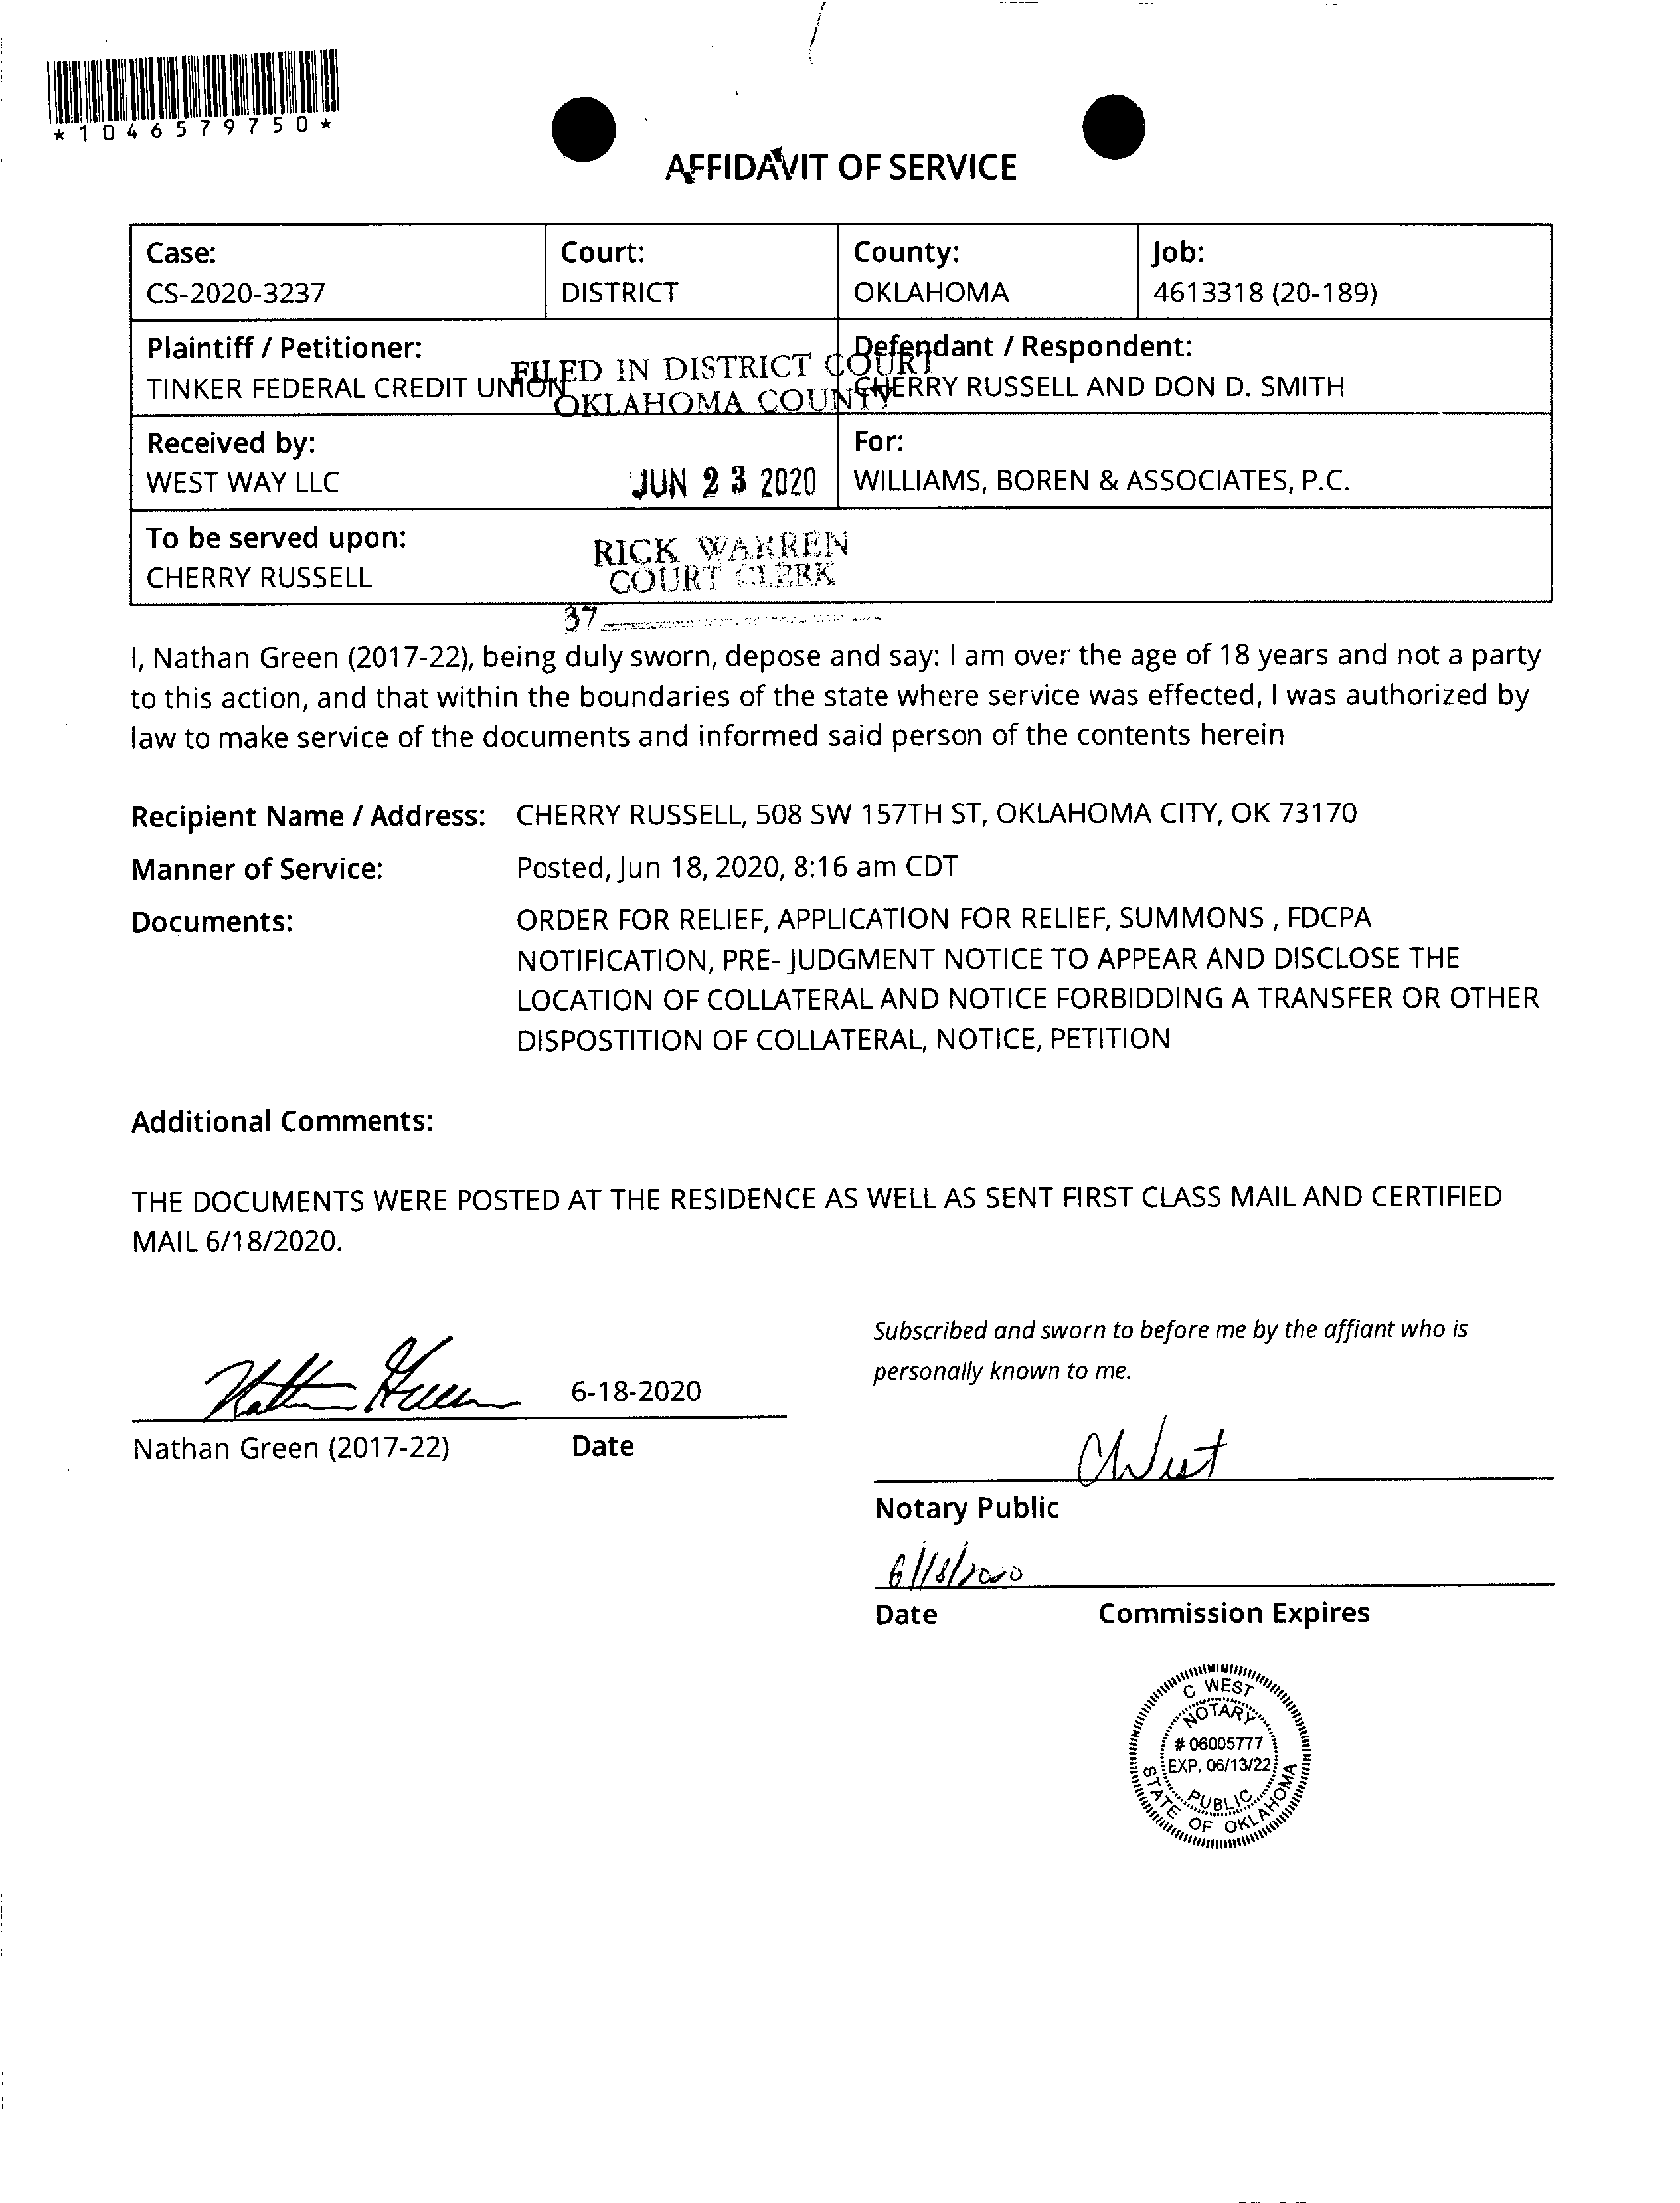 *1046579750*
AFFIDAVIT OF SERVICE
Case:
CS-2020-3237
Court:
DISTRICT
County:
OKLAHOMA
Job:
4613318 (20-189)
Plaintiff / Petitioner:
TINKER FEDERAL CREDIT UNION
Defendant / Respondent:
CHERRY RUSSELL AND DON D. SMITH
FILED IN DISTRICT COURT
OKLAHOMA COUNTY
Received by:
WEST WAY LLC
JUN 23 2020
For:
WILLIAMS, BOREN & ASSOCIATES, P.C.
To be served upon:
CHERRY RUSSELL
RICK WARREN
COURT CLERK
37
I, Nathan Green (2017-22), being duly sworn, depose and say: I am over the age of 18 years and not a party
to this action, and that within the boundaries of the state where service was effected, I was authorized by
law to make service of the documents and informed said person of the contents herein
Recipient Name / Address: CHERRY RUSSELL, 508 SW 157TH ST, OKLAHOMA CITY, OK 73170
Manner of Service: Posted, Jun 18, 2020, 8:16 am CDT
Documents: ORDER FOR RELIEF, APPLICATION FOR RELIEF, SUMMONS , FDCPA
NOTIFICATION, PRE- JUDGMENT NOTICE TO APPEAR AND DISCLOSE THE
LOCATION OF COLLATERAL AND NOTICE FORBIDDING A TRANSFER OR OTHER
DISPOSTITION OF COLLATERAL, NOTICE, PETITION
Additional Comments:
THE DOCUMENTS WERE POSTED AT THE RESIDENCE AS WELL AS SENT FIRST CLASS MAIL AND CERTIFIED
MAIL 6/18/2020.
Nathan Green 6-18-2020
Nathan Green (2017-22) Date
Subscribed and sworn to before me by the affiant who is
personally known to me.
CWest
Notary Public
6/18/2020
Date Commission Expires
C WEST
NOTARY
# 06005777
EXP. 06/13/22
PUBLIC
STATE OF OKLAHOMA